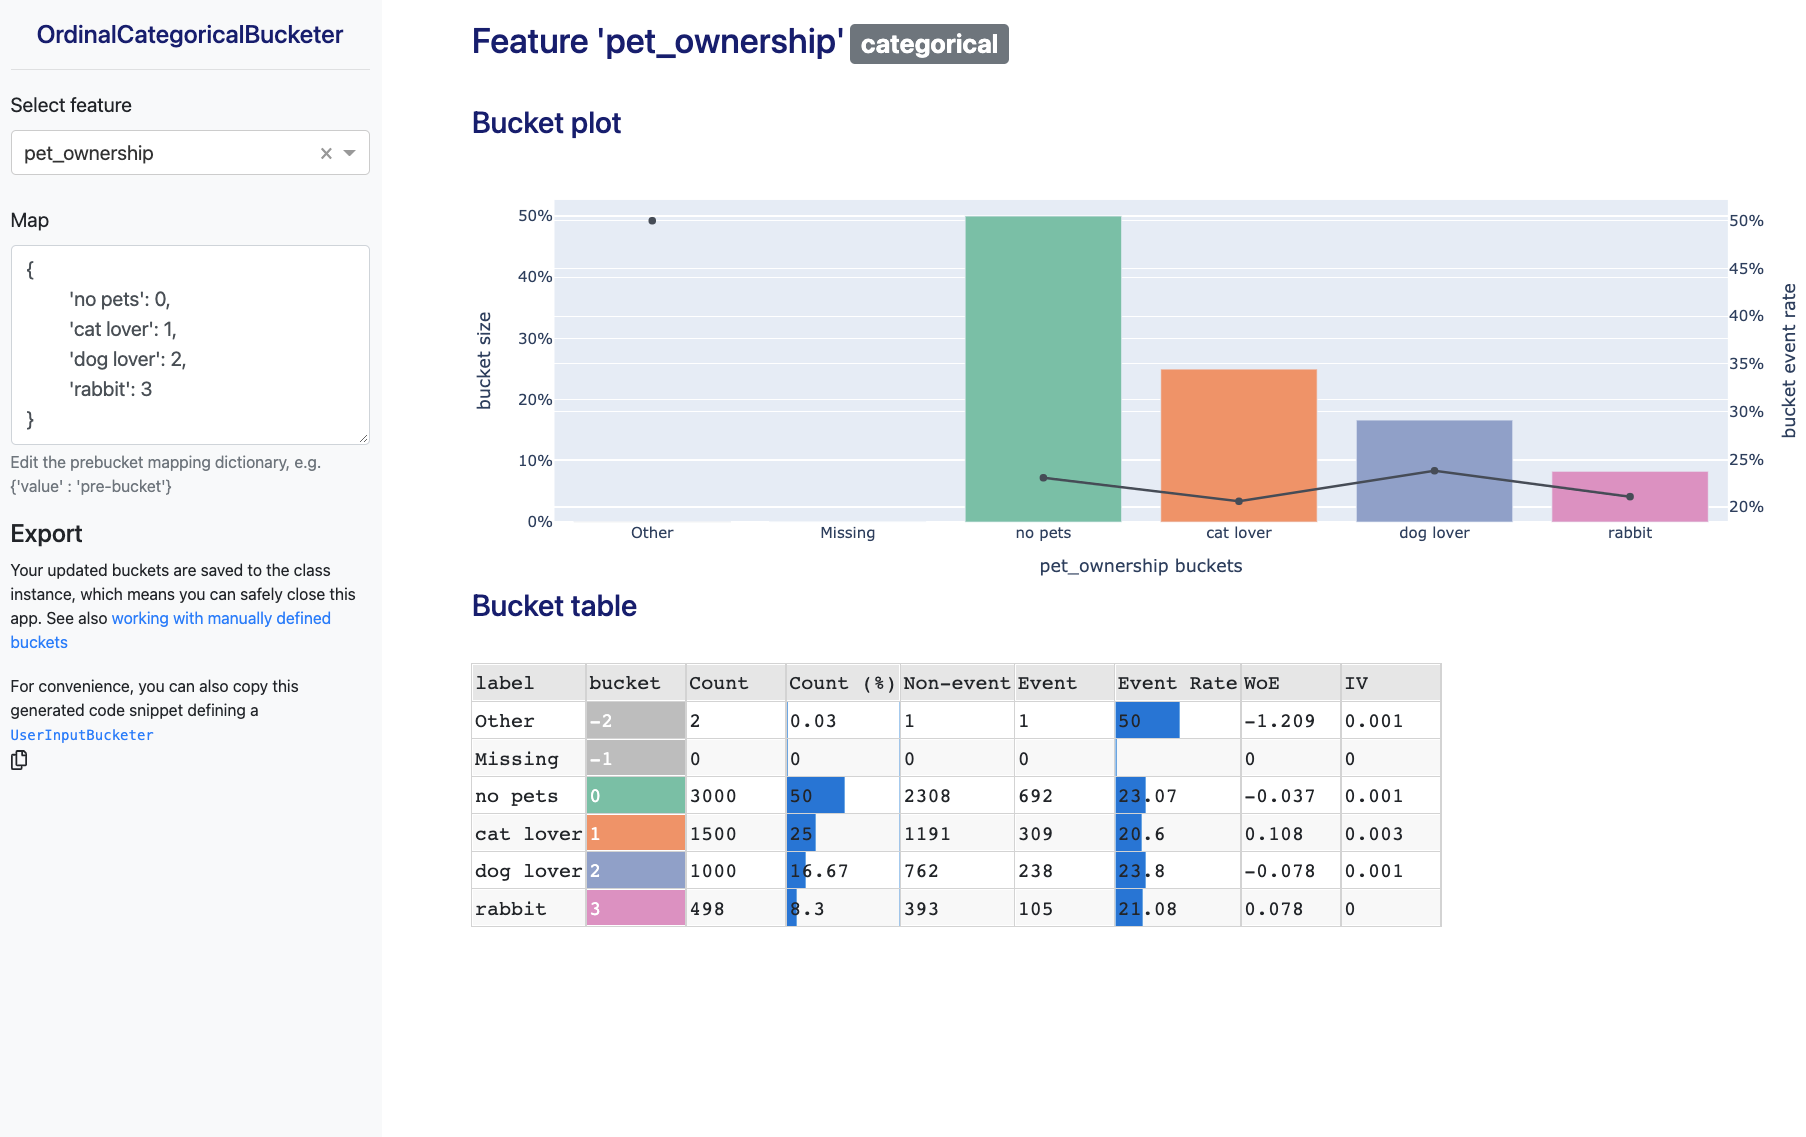 OrdinalCategoricalBucketer
Select feature
pet_ownership
Map
{
'no pets': 0,
'cat lover': 1,
'dog lover': 2,
'rabbit': 3
}
Edit the prebucket mapping dictionary, e.g.
{'value' : 'pre-bucket'}
Export
Your updated buckets are saved to the class
instance, which means you can safely close this
app. See also working with manually defined
buckets
For convenience, you can also copy this
generated code snippet defining a
UserInputBucketer
Feature 'pet_ownership' categorical
Bucket plot
bucket size
50%
40%
30%
20%
10%
0%
50%
45%
40%
35%
30%
25%
20%
bucket event rate
Other Missing no pets cat lover dog lover rabbit
pet_ownership buckets
Bucket table
label bucket Count Count (%) Non-event Event Event Rate WoE IV
Other -2 2 0.03 1 1 50 -1.209 0.001
Missing -1 0 0 0 0 0 0
no pets 0 3000 50 2308 692 23.07 -0.037 0.001
cat lover 1 1500 25 1191 309 20.6 0.108 0.003
dog lover 2 1000 16.67 762 238 23.8 -0.078 0.001
rabbit 3 498 8.3 393 105 21.08 0.078 0